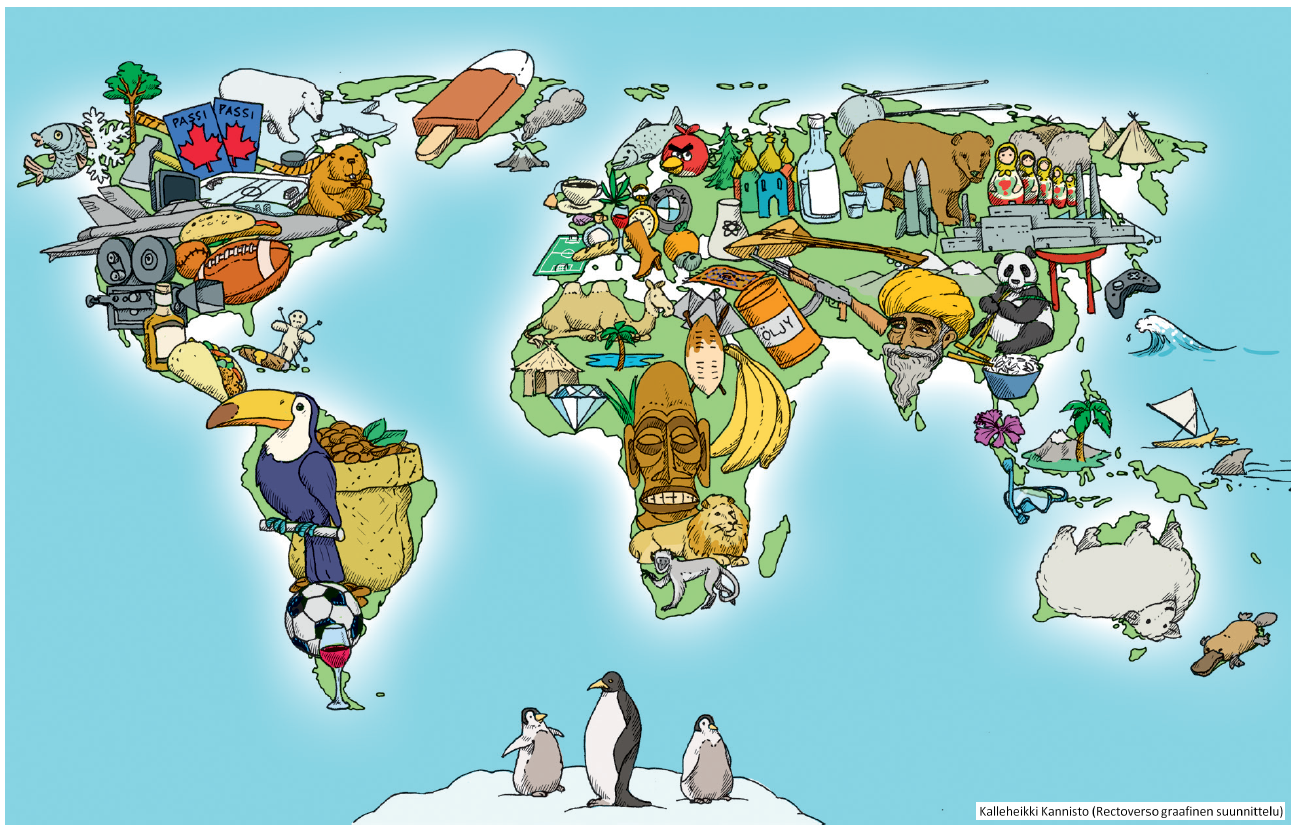 PASSI
PASSI
ÖLJY
Kalleheikki Kannisto (Rectoverso graafinen suunnittelu)